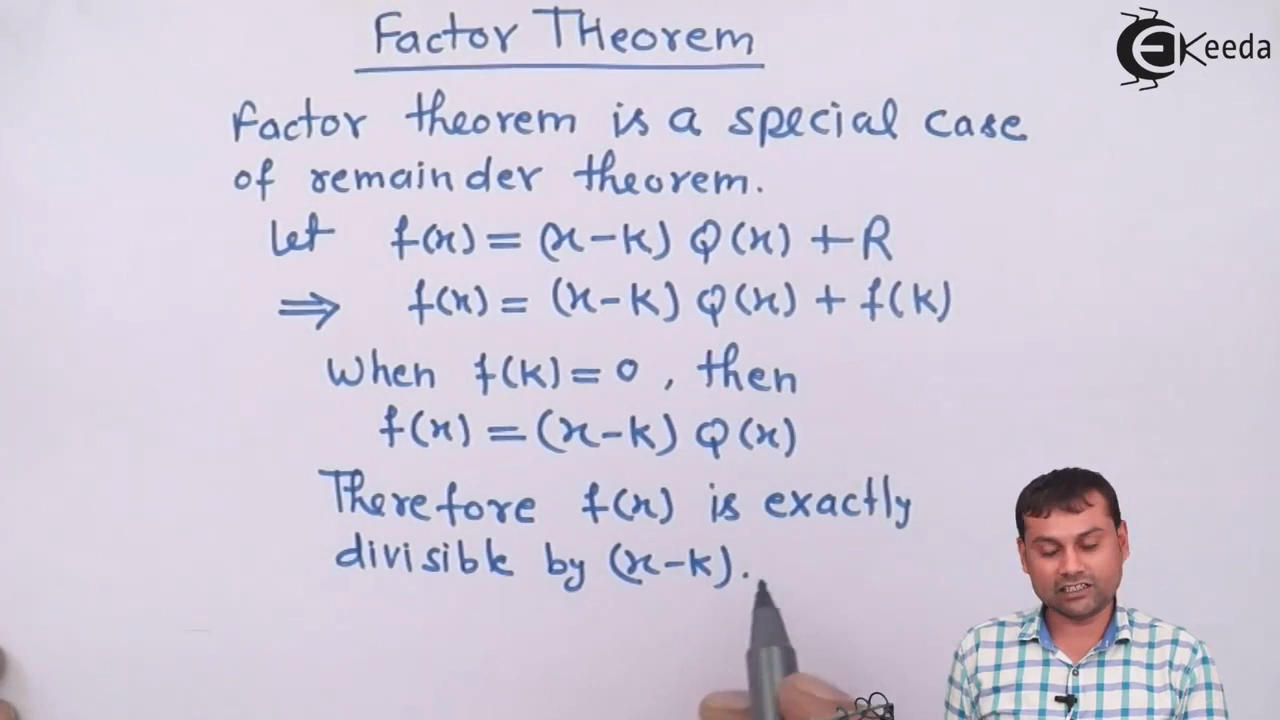 Factor THeorem
EKeeda
Factor theorem is a special case
of remainder theorem.
Let f(x) = (x-k) Q(x) + R
⇒ f(x) = (x-k) Q(x) + f(k)
When f(k) = 0, then
f(x) = (x-k) Q(x)
Therefore f(x) is exactly
divisible by (x-k).